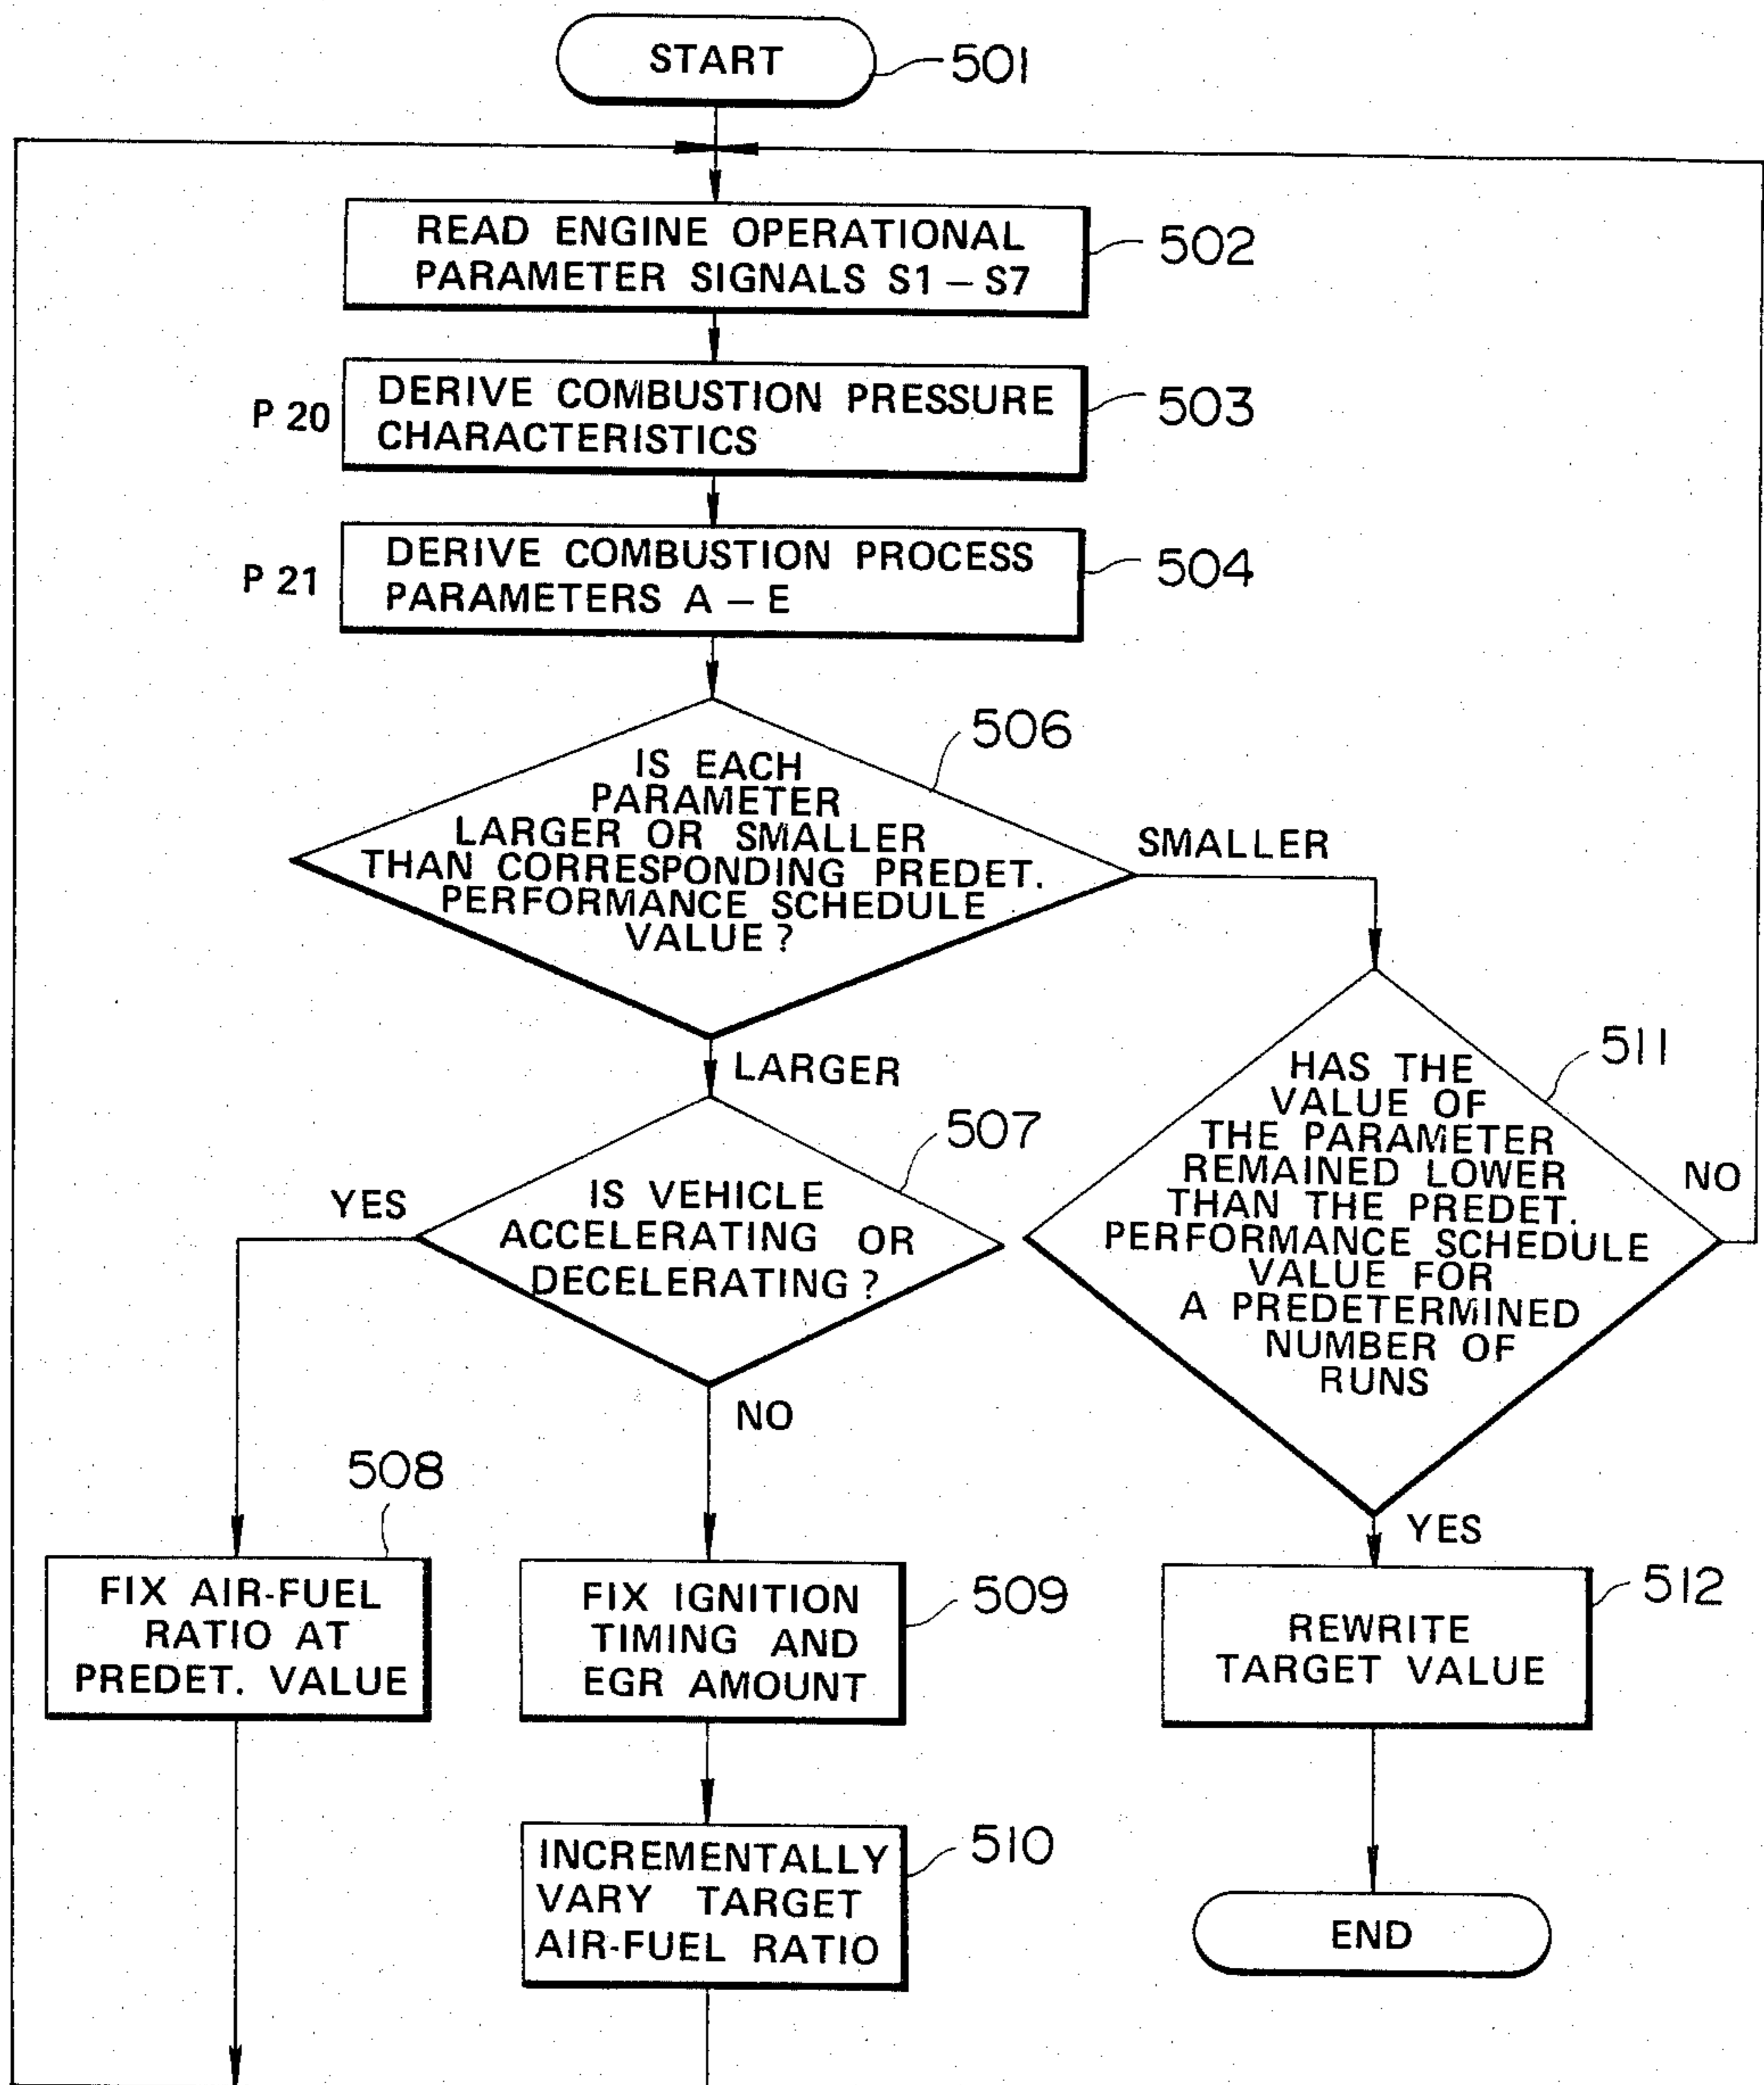 START
501
READ ENGINE OPERATIONAL
PARAMETER SIGNALS S1 – S7
502
P 20
DERIVE COMBUSTION PRESSURE
CHARACTERISTICS
503
P 21
DERIVE COMBUSTION PROCESS
PARAMETERS A – E
504
506
IS EACH
PARAMETER
LARGER OR SMALLER
THAN CORRESPONDING PREDET.
PERFORMANCE SCHEDULE
VALUE ?
SMALLER
LARGER
507
IS VEHICLE
ACCELERATING OR
DECELERATING ?
YES
NO
511
HAS THE
VALUE OF
THE PARAMETER
REMAINED LOWER
THAN THE PREDET.
PERFORMANCE SCHEDULE
VALUE FOR
A PREDETERMINED
NUMBER OF
RUNS
NO
YES
508
FIX AIR-FUEL
RATIO AT
PREDET. VALUE
FIX IGNITION
TIMING AND
EGR AMOUNT
509
REWRITE
TARGET VALUE
512
INCREMENTALLY
VARY TARGET
AIR-FUEL RATIO
510
END